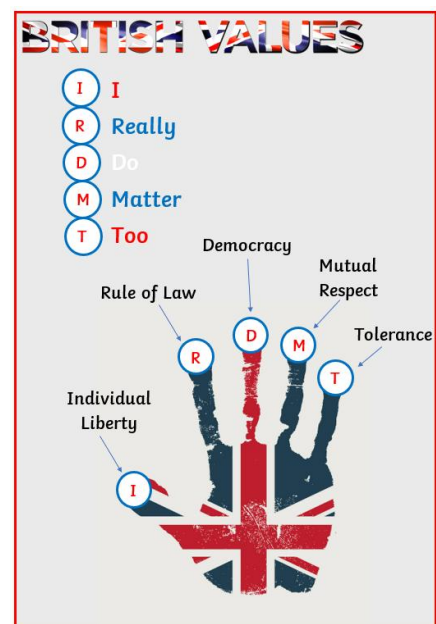 BRITISH VALUES
I I
R Really
D Do
M Matter
T Too
Democracy
Mutual
Respect
Rule of Law
Tolerance
D
M
R
T
Individual
Liberty
I